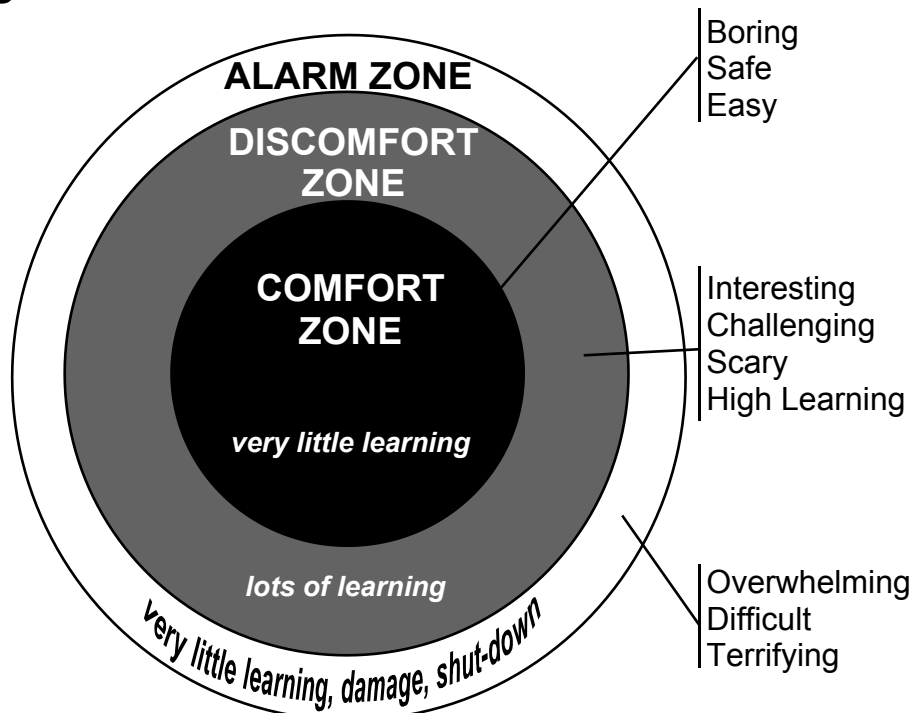 ALARM ZONE
DISCOMFORT
ZONE
COMFORT
ZONE
very little learning
lots of learning
very little learning, damage, shut-down
Boring
Safe
Easy
Interesting
Challenging
Scary
High Learning
Overwhelming
Difficult
Terrifying